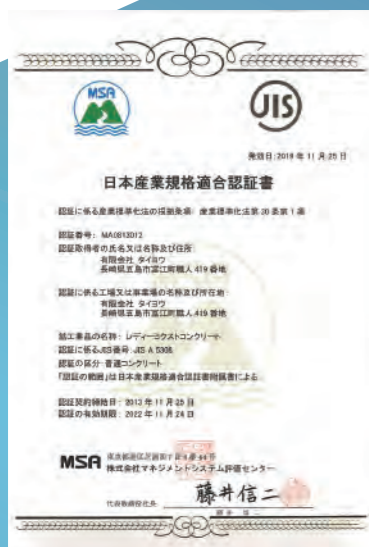 MSA
JIS
発効日:2019 年 11 月 25 日
日本産業規格適合認証書
認証に係る産業標準化法の根拠条項: 産業標準化法第 30 条第 1 項
認証番号:
認証取得者の氏名又は名称及び住所
有限会社 タイヨウ
長崎県五島市富江町職人 419 番地
認証に係る工場又は事業場の名称及び所在地
有限会社 タイヨウ
長崎県五島市富江町職人 419 番地
鉱工業品の名称: レディーミクストコンクリート
認証に係るJIS番号: JIS A 5308
認証の区分: 普通コンクリート
「認証の範囲」は日本産業規格適合認証書附属書による
認証契約締結日: 2013 年 11 月 25 日
認証の有効期限: 2022 年 11 月 24 日
MSA
株式会社マネジメントシステム評価センター
代表取締役社長 藤井信二